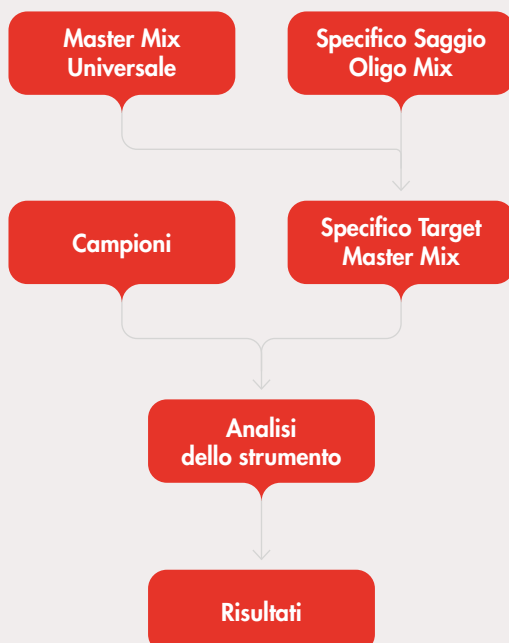 Master Mix
Universale
Specifico Saggio
Oligo Mix
Campioni
Specifico Target
Master Mix
Analisi
dello strumento
Risultati